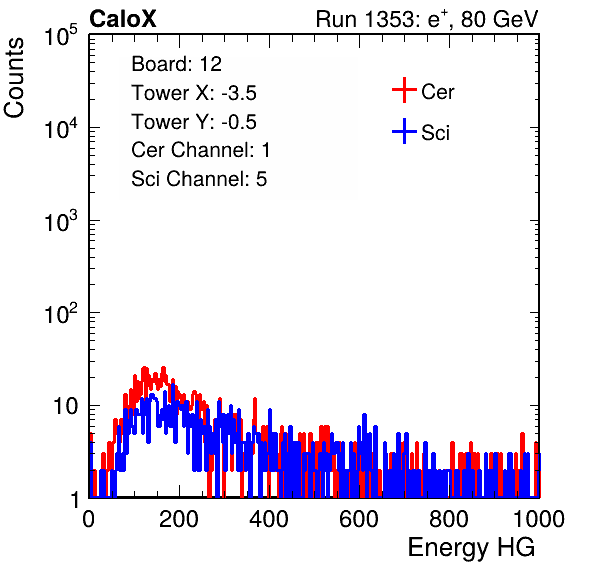 CaloX Run 1353: e⁺, 80 GeV
Counts
Board: 12
Tower X: -3.5
Tower Y: -0.5
Cer Channel: 1
Sci Channel: 5
Cer
Sci
10⁵
10⁴
10³
10²
10
1
0 200 400 600 800 1000
Energy HG